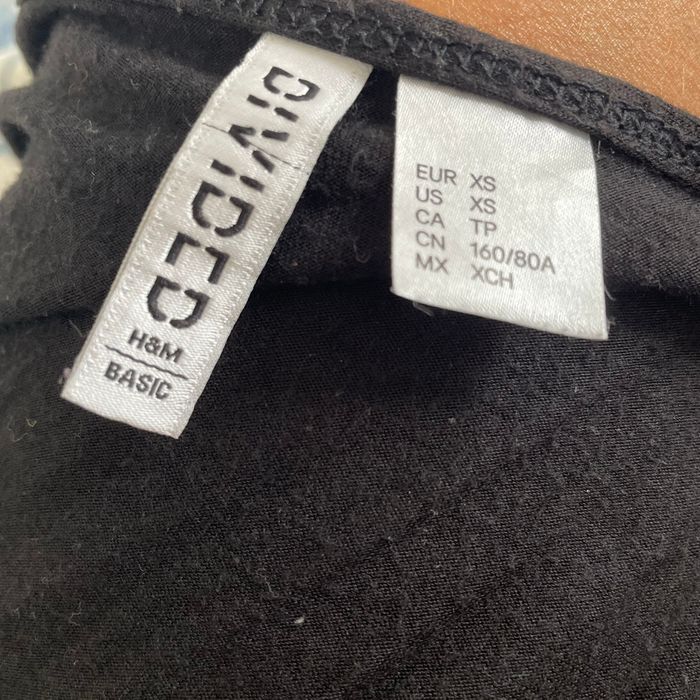 DIVIDED
H&M
BASIC
EUR XS
US XS
CA TP
CN 160/80A
MX XCH